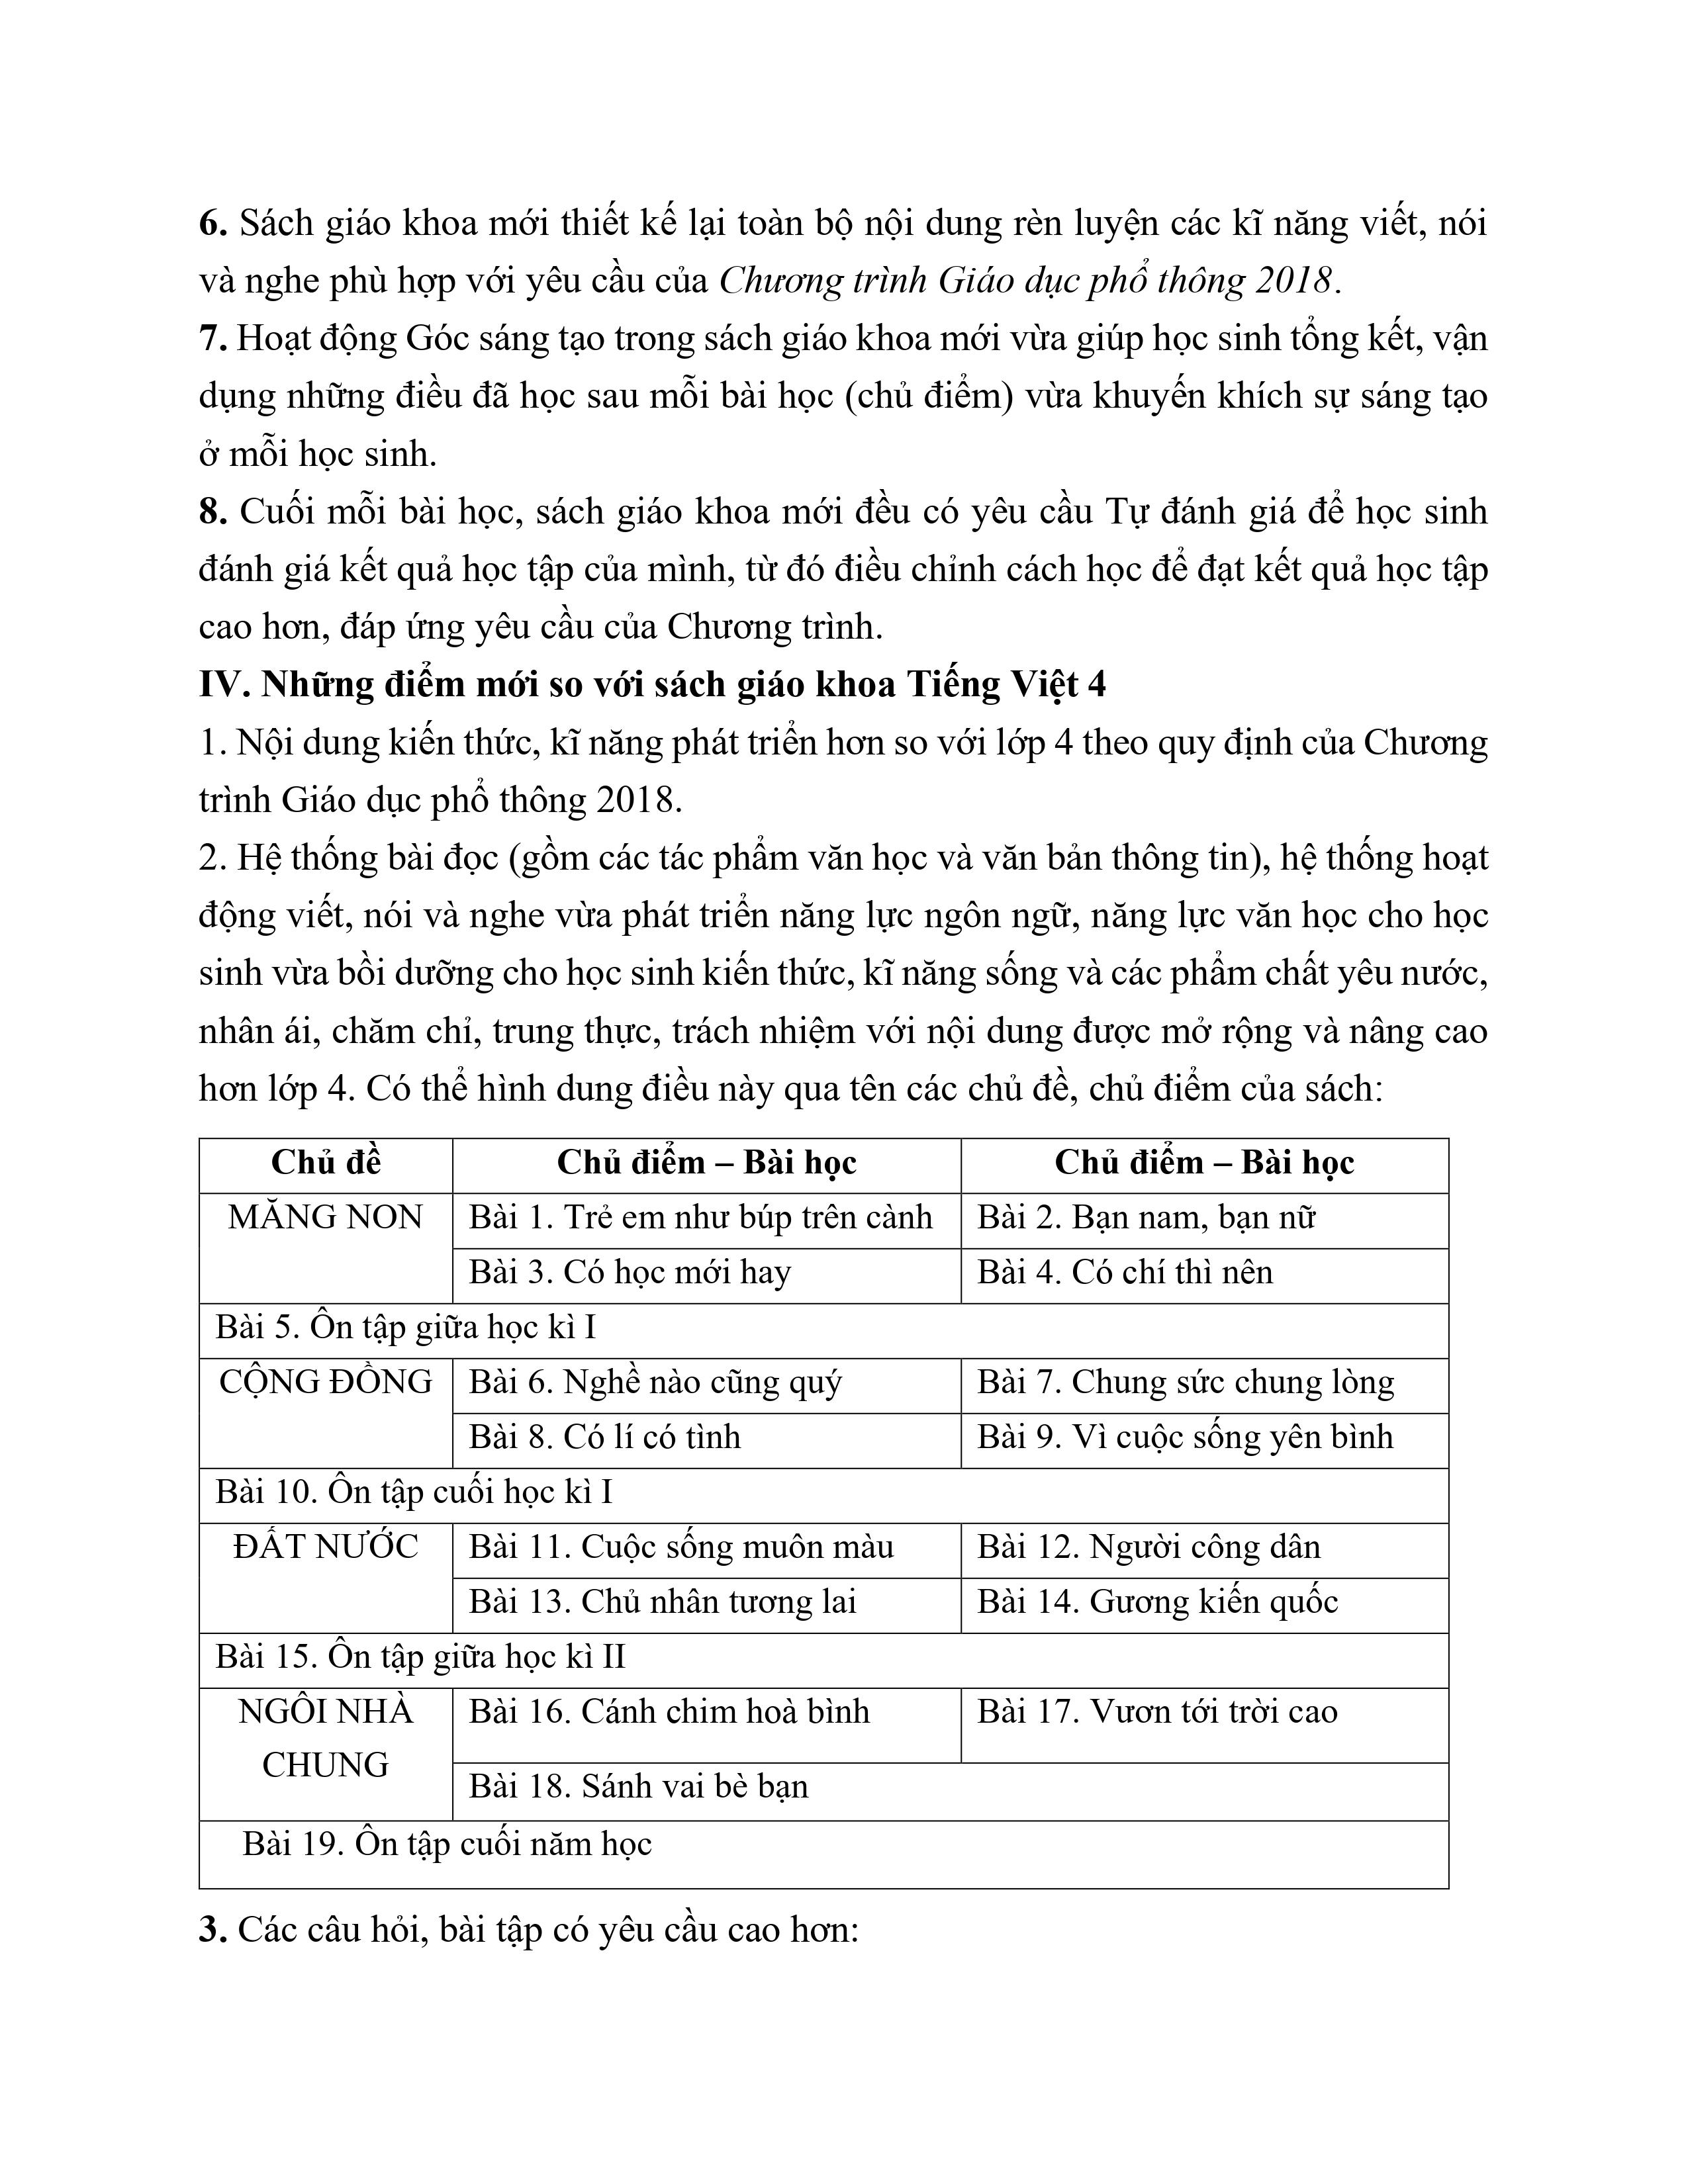 6. Sách giáo khoa mới thiết kế lại toàn bộ nội dung rèn luyện các kĩ năng viết, nói
và nghe phù hợp với yêu cầu của Chương trình Giáo dục phổ thông 2018.
7. Hoạt động Góc sáng tạo trong sách giáo khoa mới vừa giúp học sinh tổng kết, vận
dụng những điều đã học sau mỗi bài học (chủ điểm) vừa khuyến khích sự sáng tạo
ở mỗi học sinh.
8. Cuối mỗi bài học, sách giáo khoa mới đều có yêu cầu Tự đánh giá để học sinh
đánh giá kết quả học tập của mình, từ đó điều chỉnh cách học để đạt kết quả học tập
cao hơn, đáp ứng yêu cầu của Chương trình.
IV. Những điểm mới so với sách giáo khoa Tiếng Việt 4
1. Nội dung kiến thức, kĩ năng phát triển hơn so với lớp 4 theo quy định của Chương
trình Giáo dục phổ thông 2018.
2. Hệ thống bài đọc (gồm các tác phẩm văn học và văn bản thông tin), hệ thống hoạt
động viết, nói và nghe vừa phát triển năng lực ngôn ngữ, năng lực văn học cho học
sinh vừa bồi dưỡng cho học sinh kiến thức, kĩ năng sống và các phẩm chất yêu nước,
nhân ái, chăm chỉ, trung thực, trách nhiệm với nội dung được mở rộng và nâng cao
hơn lớp 4. Có thể hình dung điều này qua tên các chủ đề, chủ điểm của sách:
Chủ đề Chủ điểm – Bài học Chủ điểm – Bài học
MĂNG NON Bài 1. Trẻ em như búp trên cành Bài 2. Bạn nam, bạn nữ
Bài 3. Có học mới hay Bài 4. Có chí thì nên
Bài 5. Ôn tập giữa học kì I
CỘNG ĐỒNG Bài 6. Nghề nào cũng quý Bài 7. Chung sức chung lòng
Bài 8. Có lí có tình Bài 9. Vì cuộc sống yên bình
Bài 10. Ôn tập cuối học kì I
ĐẤT NƯỚC Bài 11. Cuộc sống muôn màu Bài 12. Người công dân
Bài 13. Chủ nhân tương lai Bài 14. Gương kiến quốc
Bài 15. Ôn tập giữa học kì II
NGÔI NHÀ Bài 16. Cánh chim hoà bình Bài 17. Vươn tới trời cao
CHUNG
Bài 18. Sánh vai bè bạn
Bài 19. Ôn tập cuối năm học
3. Các câu hỏi, bài tập có yêu cầu cao hơn: